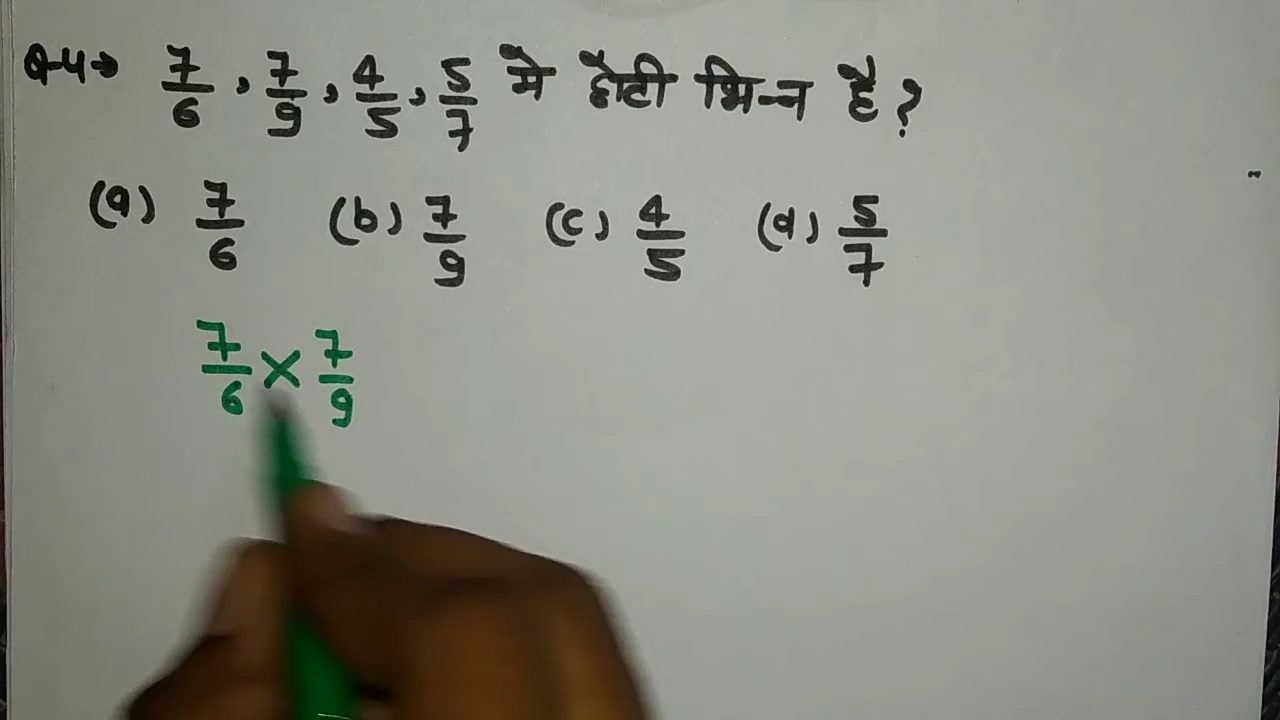 Q-4→ 7/6, 7/9, 4/5, 5/7 मे छोटी भिन्न है?
(a) 7/6 (b) 7/9 (c) 4/5 (d) 5/7
7/6 × 7/9